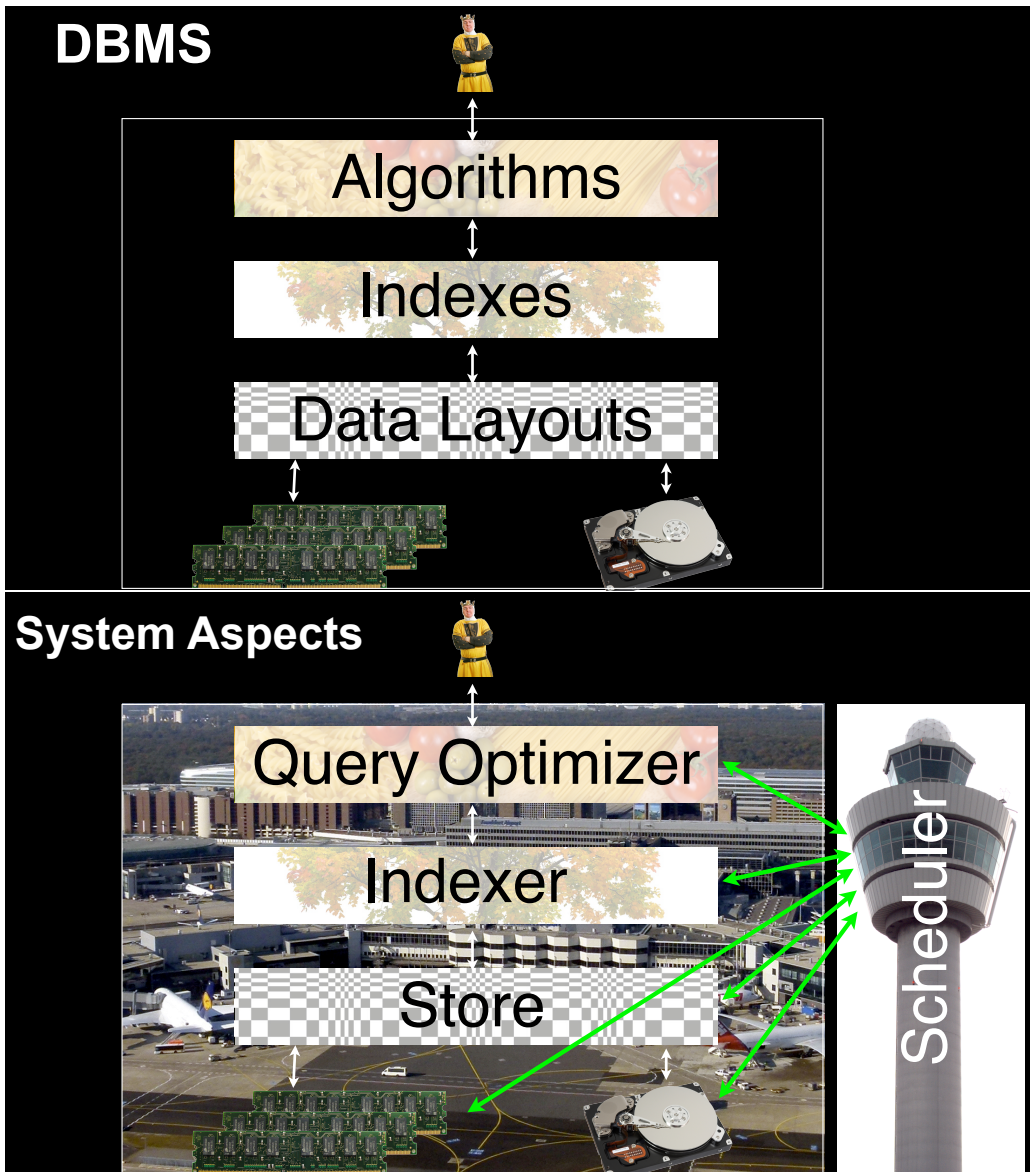 DBMS
Algorithms
Indexes
Data Layouts
System Aspects
Query Optimizer
Indexer
Store
Scheduler